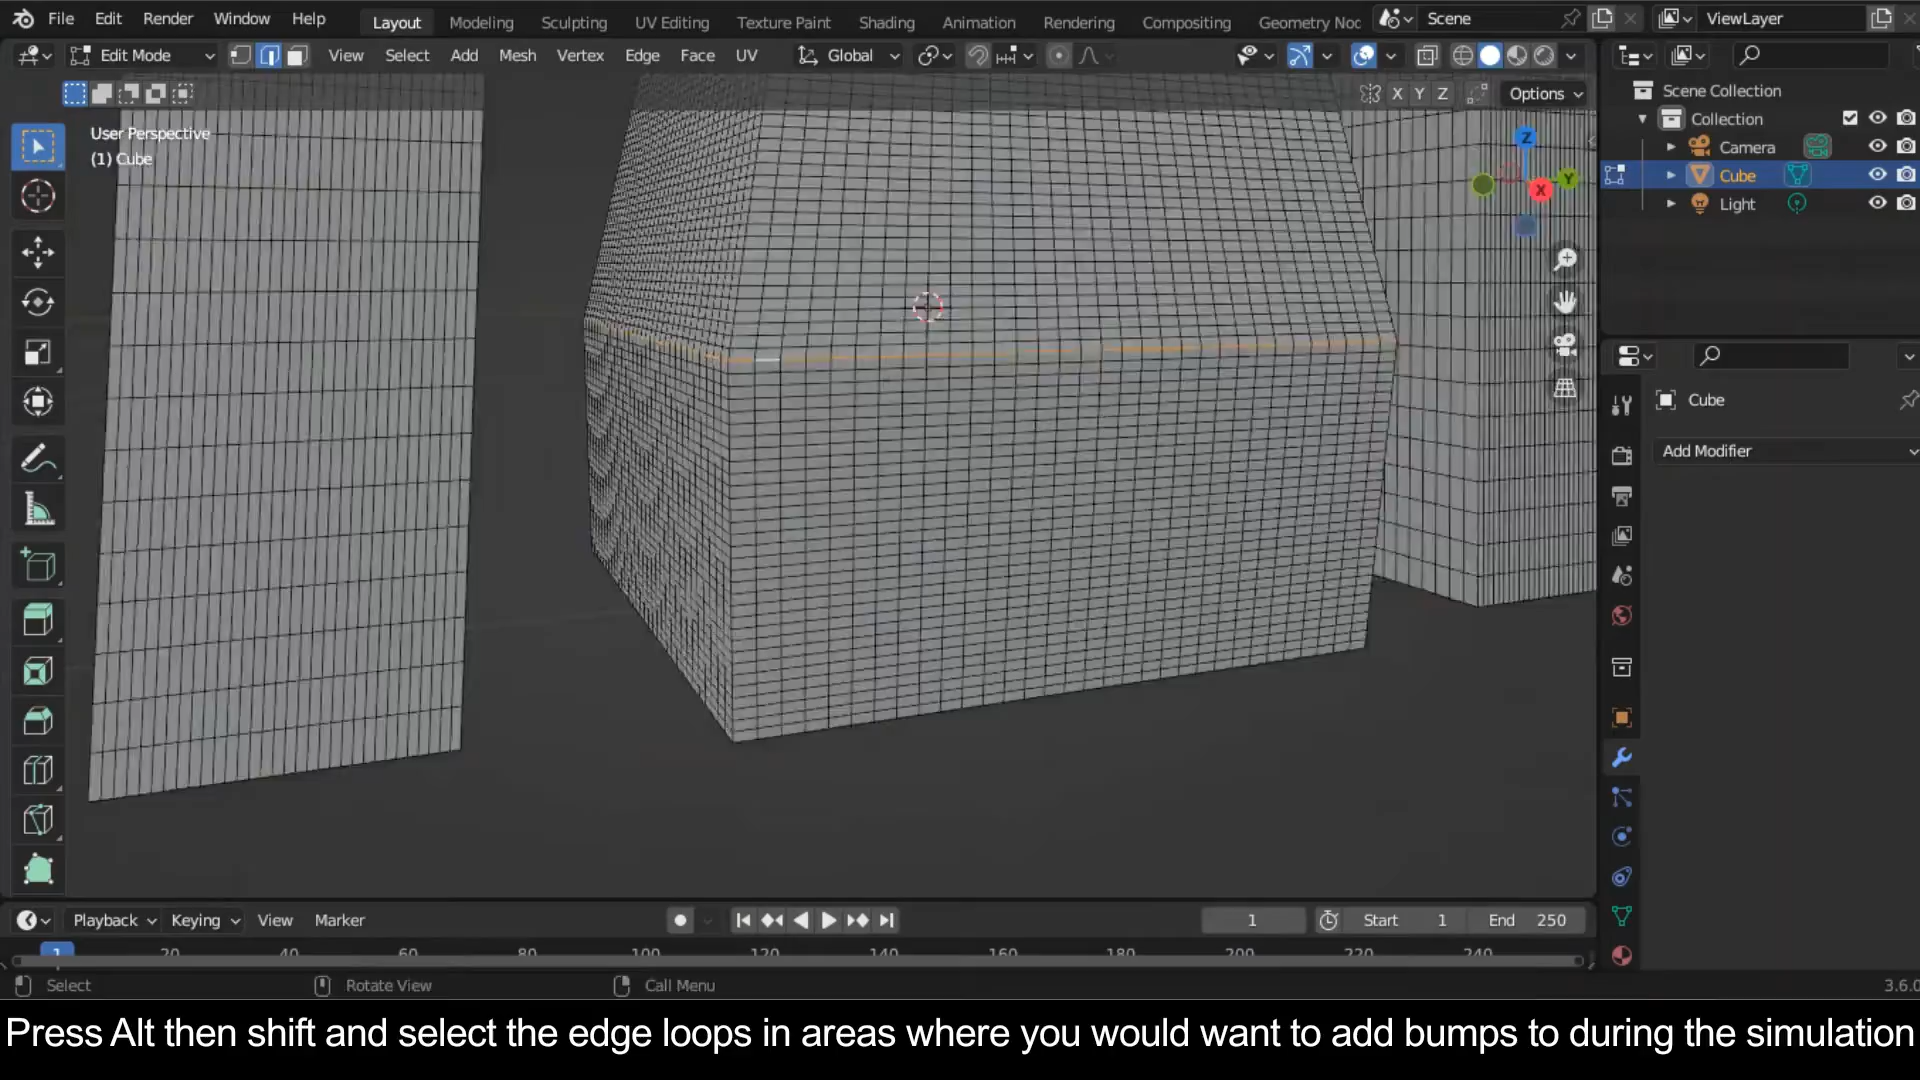 File Edit Render Window Help Layout Modeling Sculpting UV Editing Texture Paint Shading Animation Rendering Compositing Geometry Noc Scene ViewLayer
Edit Mode View Select Add Mesh Vertex Edge Face UV Global
X Y Z Options
User Perspective
(1) Cube
Z
Y
X
Scene Collection
Collection
Camera
Cube
Light
Cube
Add Modifier
Playback Keying View Marker 1 Start 1 End 250
1 20 40 60 80 100 120 140 160 180 200 220 240
Select Rotate View Call Menu 3.6.0
Press Alt then shift and select the edge loops in areas where you would want to add bumps to during the simulation